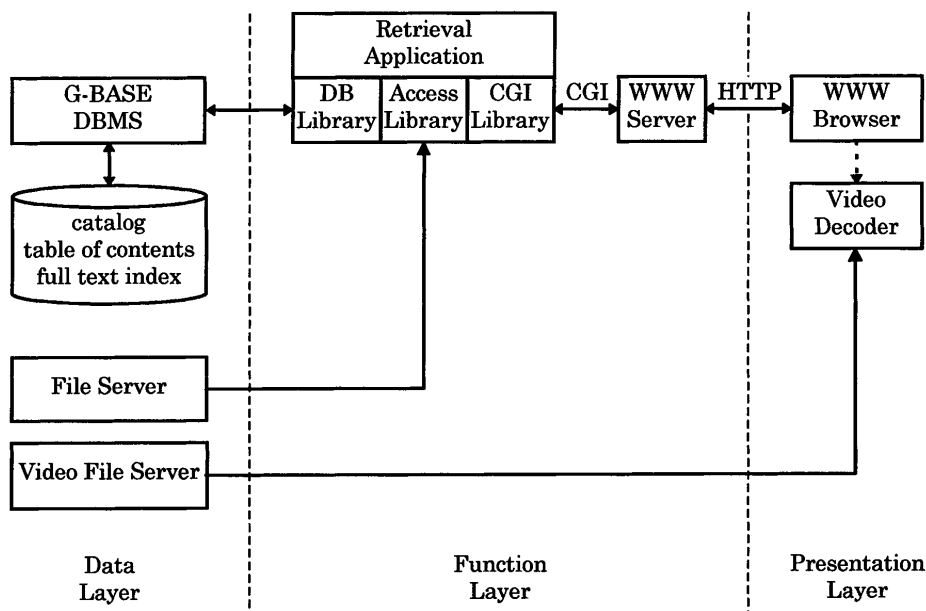 Retrieval
Application
G-BASE
DBMS
DB
Library
Access
Library
CGI
Library
CGI
WWW
Server
HTTP
WWW
Browser
Video
Decoder
catalog
table of contents
full text index
File Server
Video File Server
Data
Layer
Function
Layer
Presentation
Layer